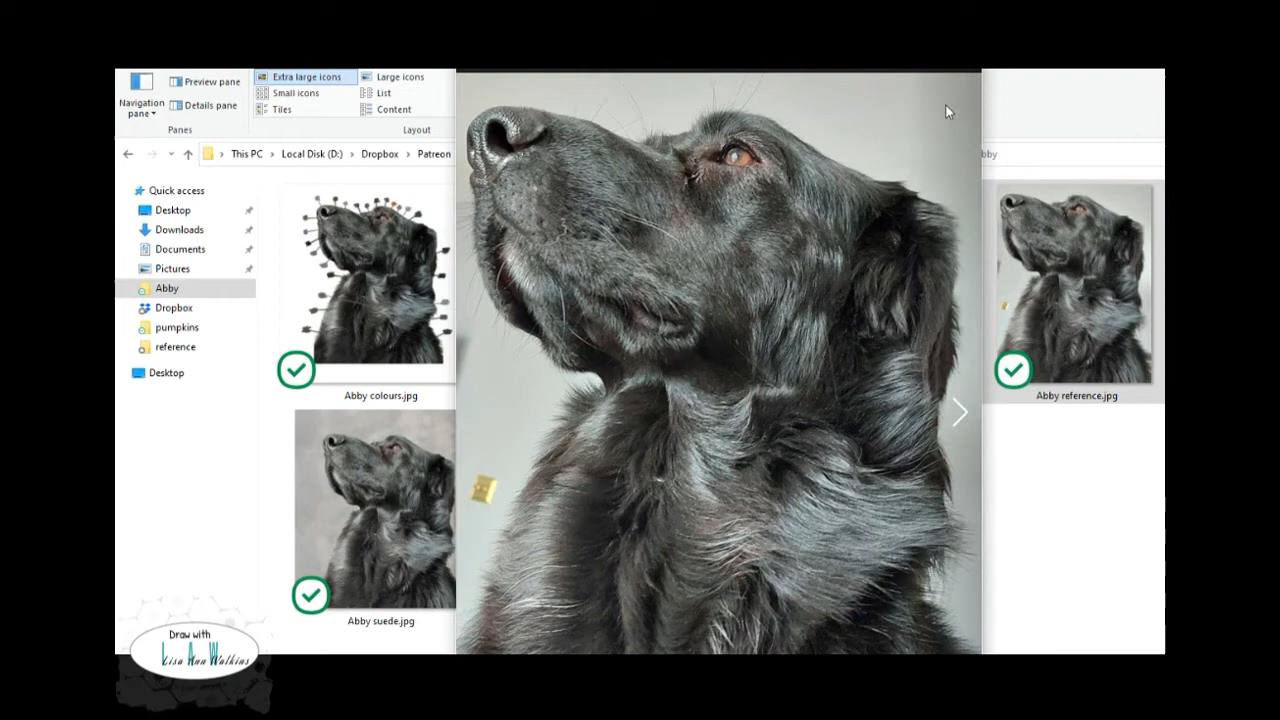 Navigation pane
Preview pane
Details pane
Panes
Extra large icons
Large icons
Small icons
List
Tiles
Content
Layout
This PC
Local Disk (D:)
Dropbox
Patreon
bby
Quick access
Desktop
Downloads
Documents
Pictures
Abby
Dropbox
pumpkins
reference
Desktop
Abby colours.jpg
Abby reference.jpg
Abby suede.jpg
Draw with
Lisa Ann Watkins